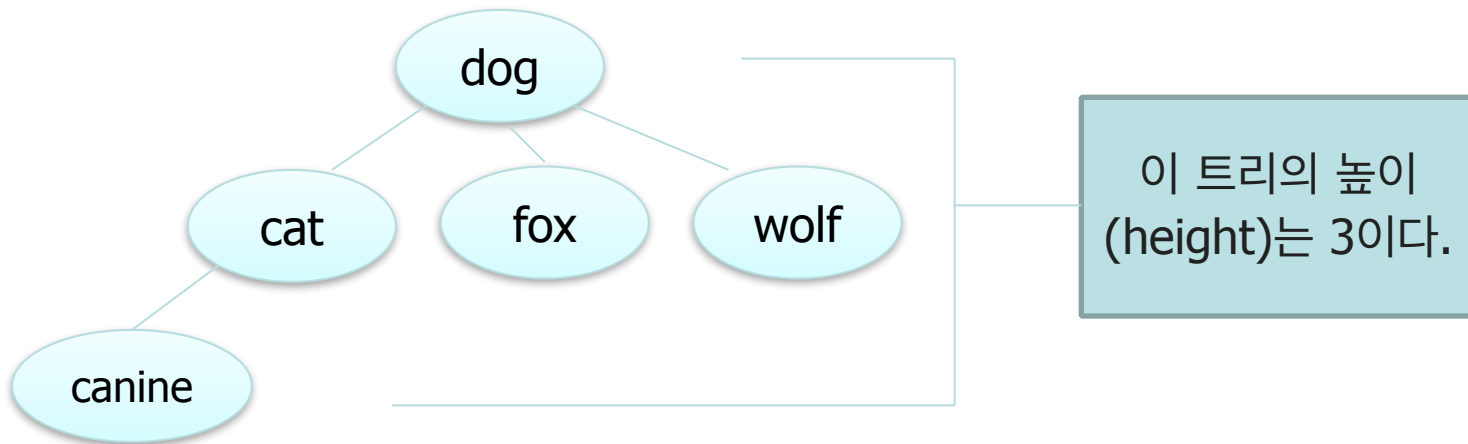 dog
cat
fox
wolf
canine
이 트리의 높이
(height)는 3이다.